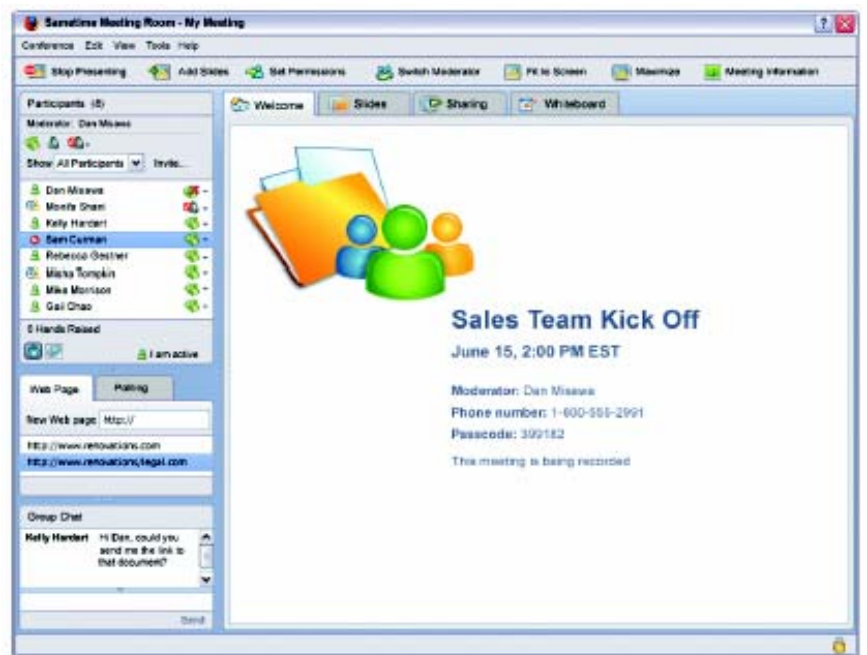 Sametime Meeting Room - My Meeting
Conference Edit View Tools Help
Stop Presenting Add Slides Set Permissions Switch Moderator Fit to Screen Maximize Meeting Information
Participants (8)
Moderator: Dan Misawa
Show All Participants Invite...
Dan Misawa
Monifa Shani
Kelly Hardart
Sam Curman
Rebecca Gestner
Misha Tompkin
Mike Morrison
Gail Chao
0 Hands Raised
I am active
Web Page Polling
New Web page http://
http://www.renovations.com
http://www.renovations/legal.com
Group Chat
Kelly Hardart Hi Dan, could you
send me the link to
that document?
Send
Welcome Slides Sharing Whiteboard
Sales Team Kick Off
June 15, 2:00 PM EST
Moderator: Dan Misawa
Phone number: 1-800-555-2991
Passcode: 399182
This meeting is being recorded